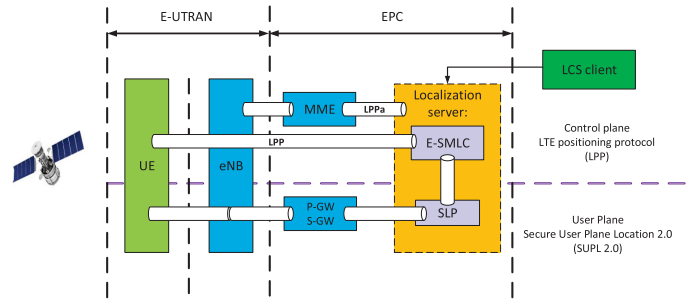 E-UTRAN
EPC
LCS client
Localization
server:
MME
LPPa
LPP
E-SMLC
UE
eNB
Control plane
LTE positioning protocol
(LPP)
P-GW
S-GW
SLP
User Plane
Secure User Plane Location 2.0
(SUPL 2.0)